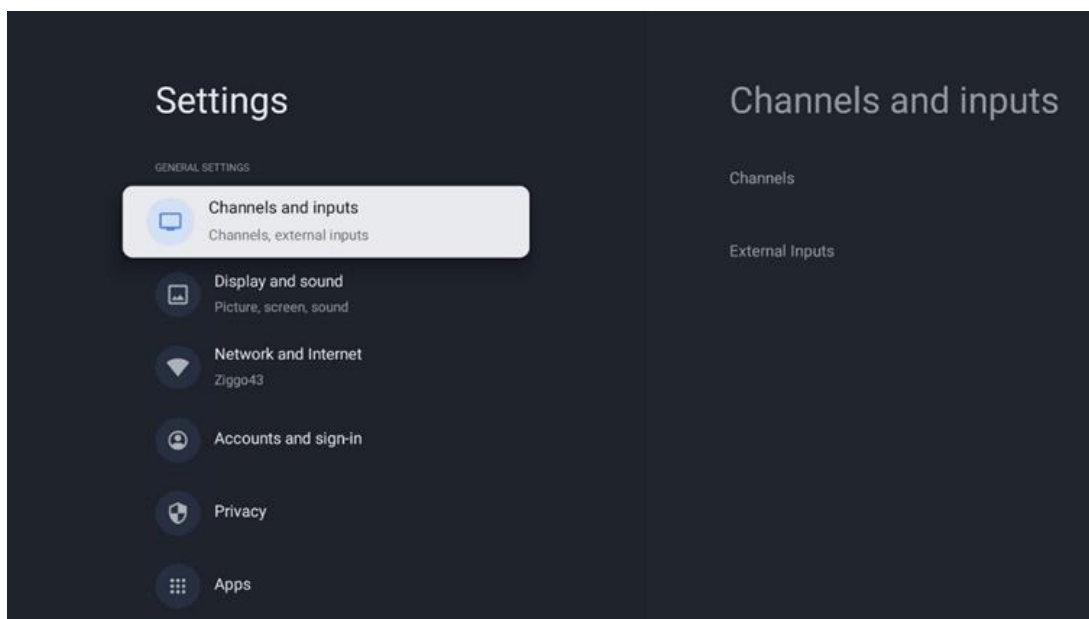 Settings
GENERAL SETTINGS
Channels and inputs
Channels, external inputs
Display and sound
Picture, screen, sound
Network and Internet
Ziggo43
Accounts and sign-in
Privacy
Apps
Channels and inputs
Channels
External Inputs